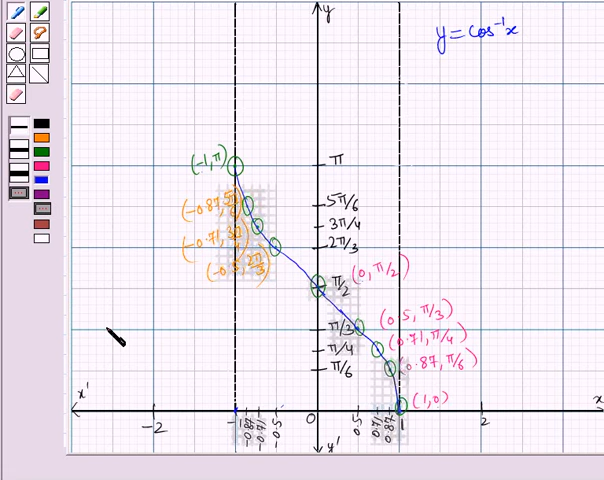 y
y = cos⁻¹x
(-1, π)
π
(-0.87, 5π/6)
5π/6
3π/4
(-0.71, 3π/4)
2π/3
(-0.5, 2π/3)
(0, π/2)
π/2
(0.5, π/3)
π/3
(0.71, π/4)
π/4
(0.87, π/6)
π/6
x' (1,0) x
-2 -1 -0.87 -0.71 -0.5 0 0.5 0.71 0.87 1 2
y'